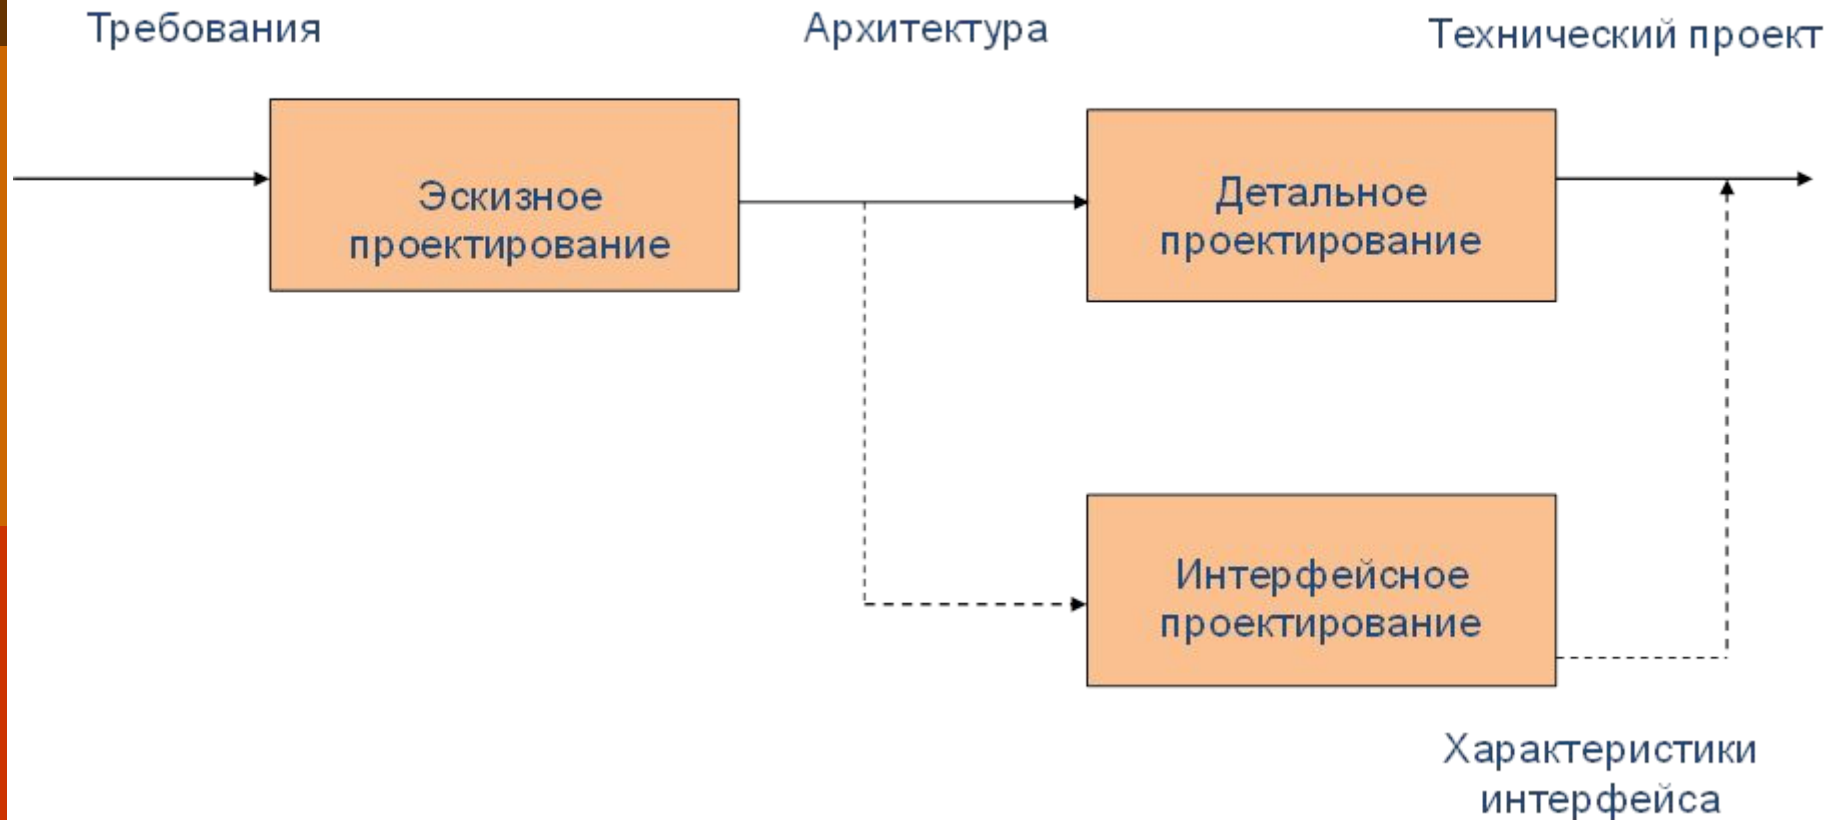 Требования
Архитектура
Технический проект
Эскизное
проектирование
Детальное
проектирование
Интерфейсное
проектирование
Характеристики
интерфейса